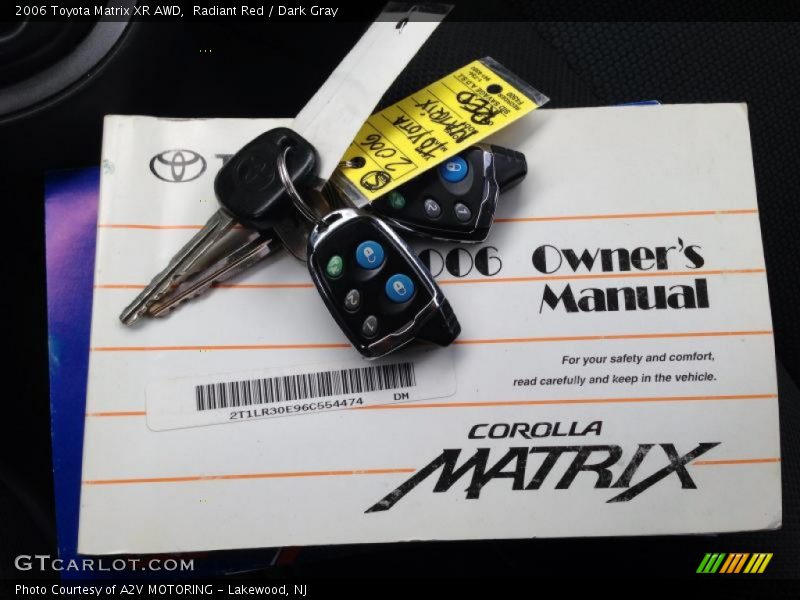 2006 Toyota Matrix XR AWD,  Radiant Red / Dark Gray
2006
TOYOTA
MATRIX
RED
006 Owner's
Manual
For your safety and comfort,
read carefully and keep in the vehicle.
2T1LR30E96C554474 DM
COROLLA
MATRIX
GTCARLOT.COM
Photo Courtesy of A2V MOTORING – Lakewood, NJ